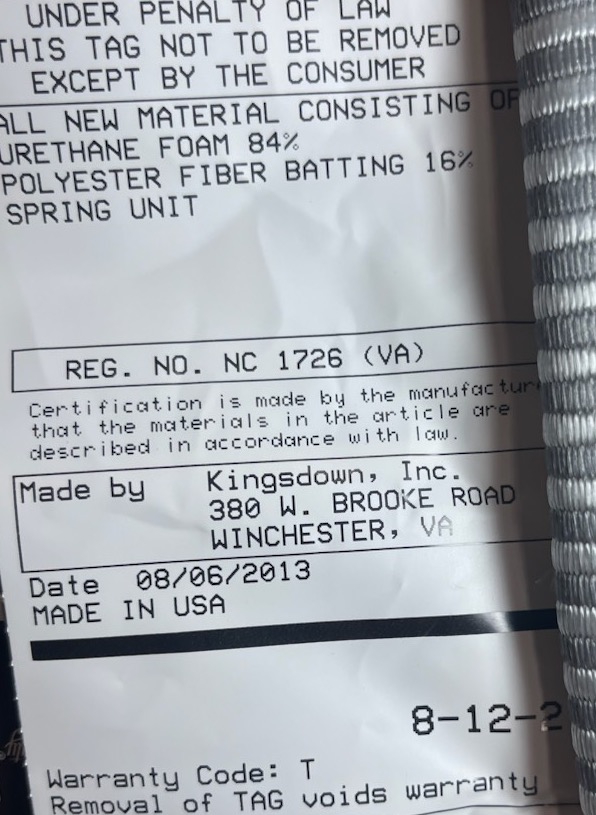 UNDER PENALTY OF LAW
THIS TAG NOT TO BE REMOVED
EXCEPT BY THE CONSUMER
ALL NEW MATERIAL CONSISTING OF
URETHANE FOAM 84%
POLYESTER FIBER BATTING 16%
SPRING UNIT
REG. NO. NC 1726 (VA)
Certification is made by the manufactur
that the materials in the article are
described in accordance with law.
Made by Kingsdown, Inc.
380 W. BROOKE ROAD
WINCHESTER, VA
Date 08/06/2013
MADE IN USA
8-12-2
Warranty Code: T
Removal of TAG voids warranty